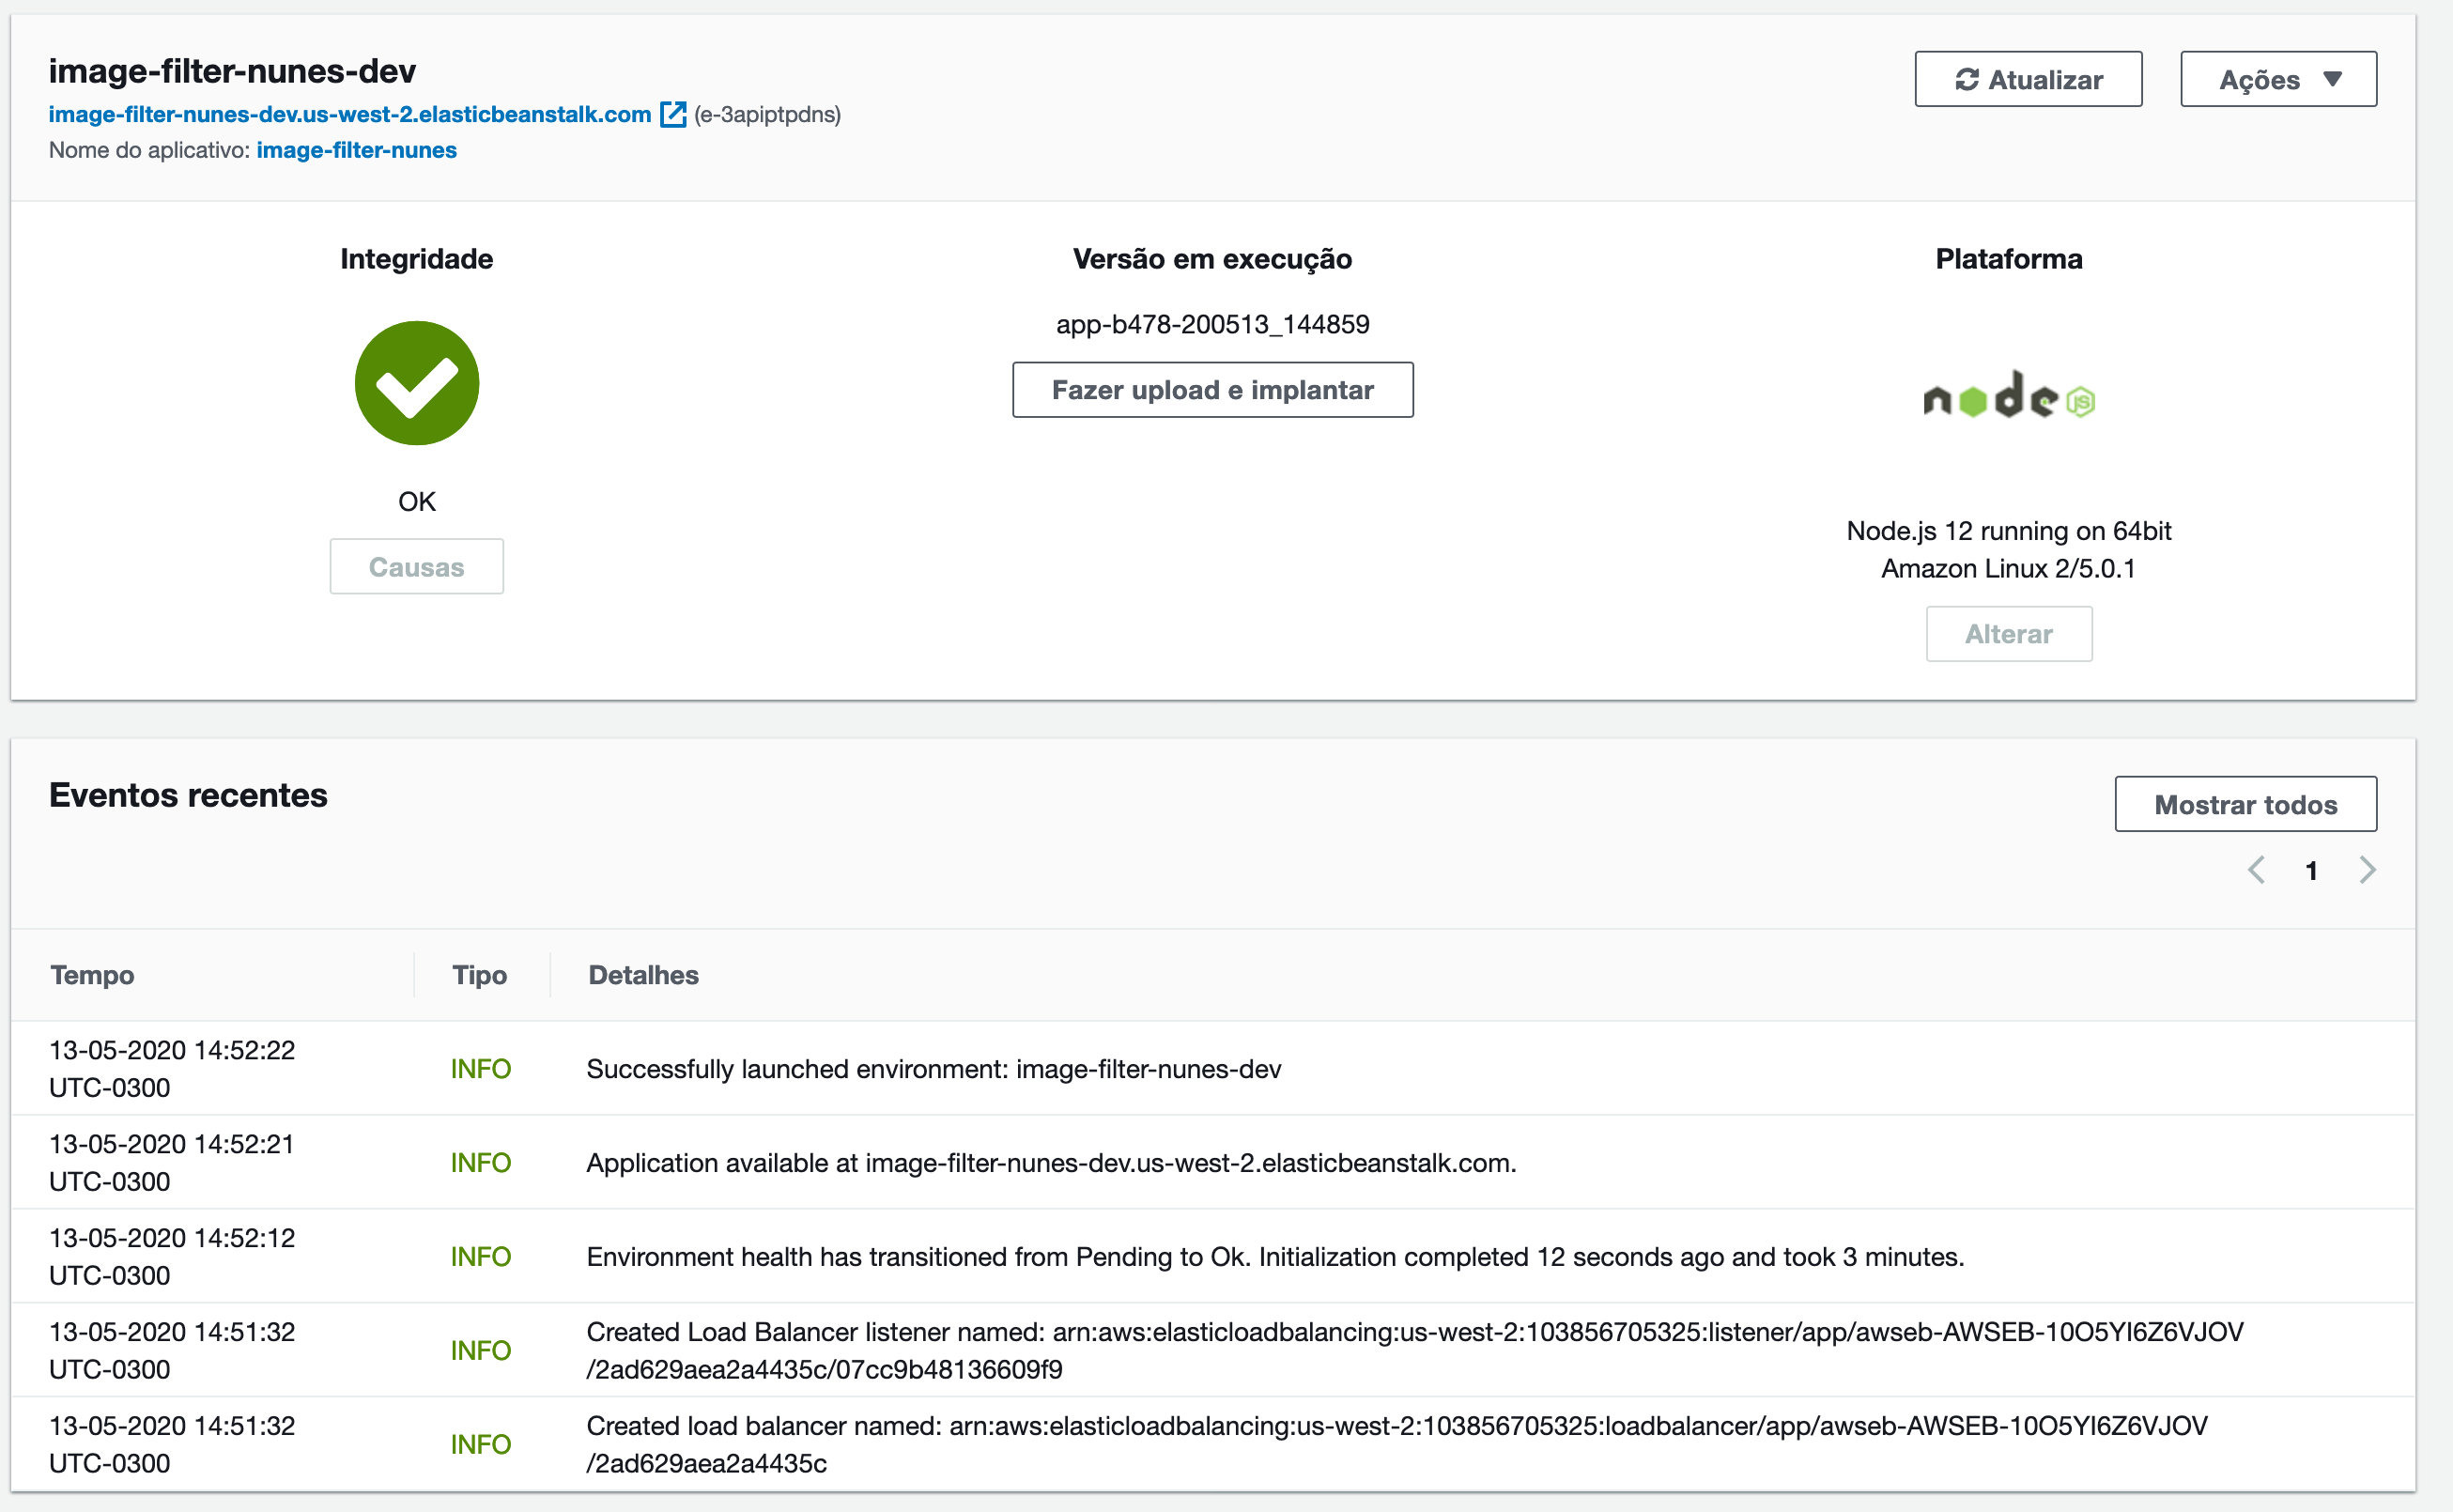 image-filter-nunes-dev
image-filter-nunes-dev.us-west-2.elasticbeanstalk.com (e-3apiptpdns)
Nome do aplicativo: image-filter-nunes
Atualizar
Ações
Integridade
OK
Causas
Versão em execução
app-b478-200513_144859
Fazer upload e implantar
Plataforma
node JS
Node.js 12 running on 64bit
Amazon Linux 2/5.0.1
Alterar
Eventos recentes
Mostrar todos
1
Tempo Tipo Detalhes
13-05-2020 14:52:22
UTC-0300
INFO
Successfully launched environment: image-filter-nunes-dev
13-05-2020 14:52:21
UTC-0300
INFO
Application available at image-filter-nunes-dev.us-west-2.elasticbeanstalk.com.
13-05-2020 14:52:12
UTC-0300
INFO
Environment health has transitioned from Pending to Ok. Initialization completed 12 seconds ago and took 3 minutes.
13-05-2020 14:51:32
UTC-0300
INFO
Created Load Balancer listener named: arn:aws:elasticloadbalancing:us-west-2:103856705325:listener/app/awseb-AWSEB-10O5YI6Z6VJOV
/2ad629aea2a4435c/07cc9b48136609f9
13-05-2020 14:51:32
UTC-0300
INFO
Created load balancer named: arn:aws:elasticloadbalancing:us-west-2:103856705325:loadbalancer/app/awseb-AWSEB-10O5YI6Z6VJOV
/2ad629aea2a4435c